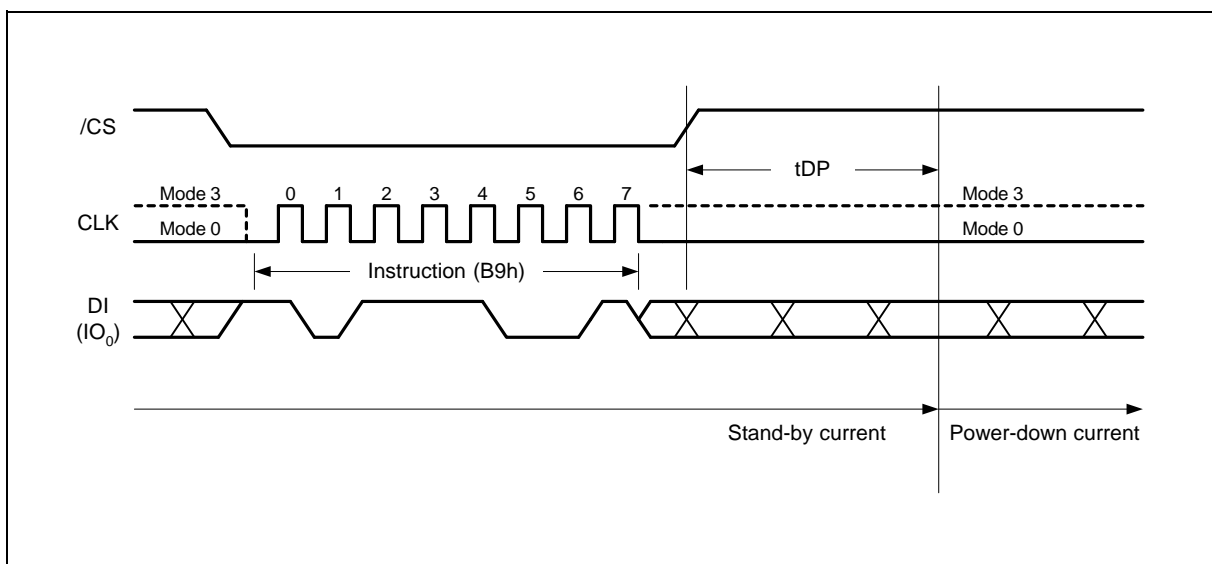 /CS
tDP
Mode 3
0 1 2 3 4 5 6 7
Mode 3
CLK
Mode 0
Mode 0
Instruction (B9h)
DI
(IO0)
Stand-by current
Power-down current